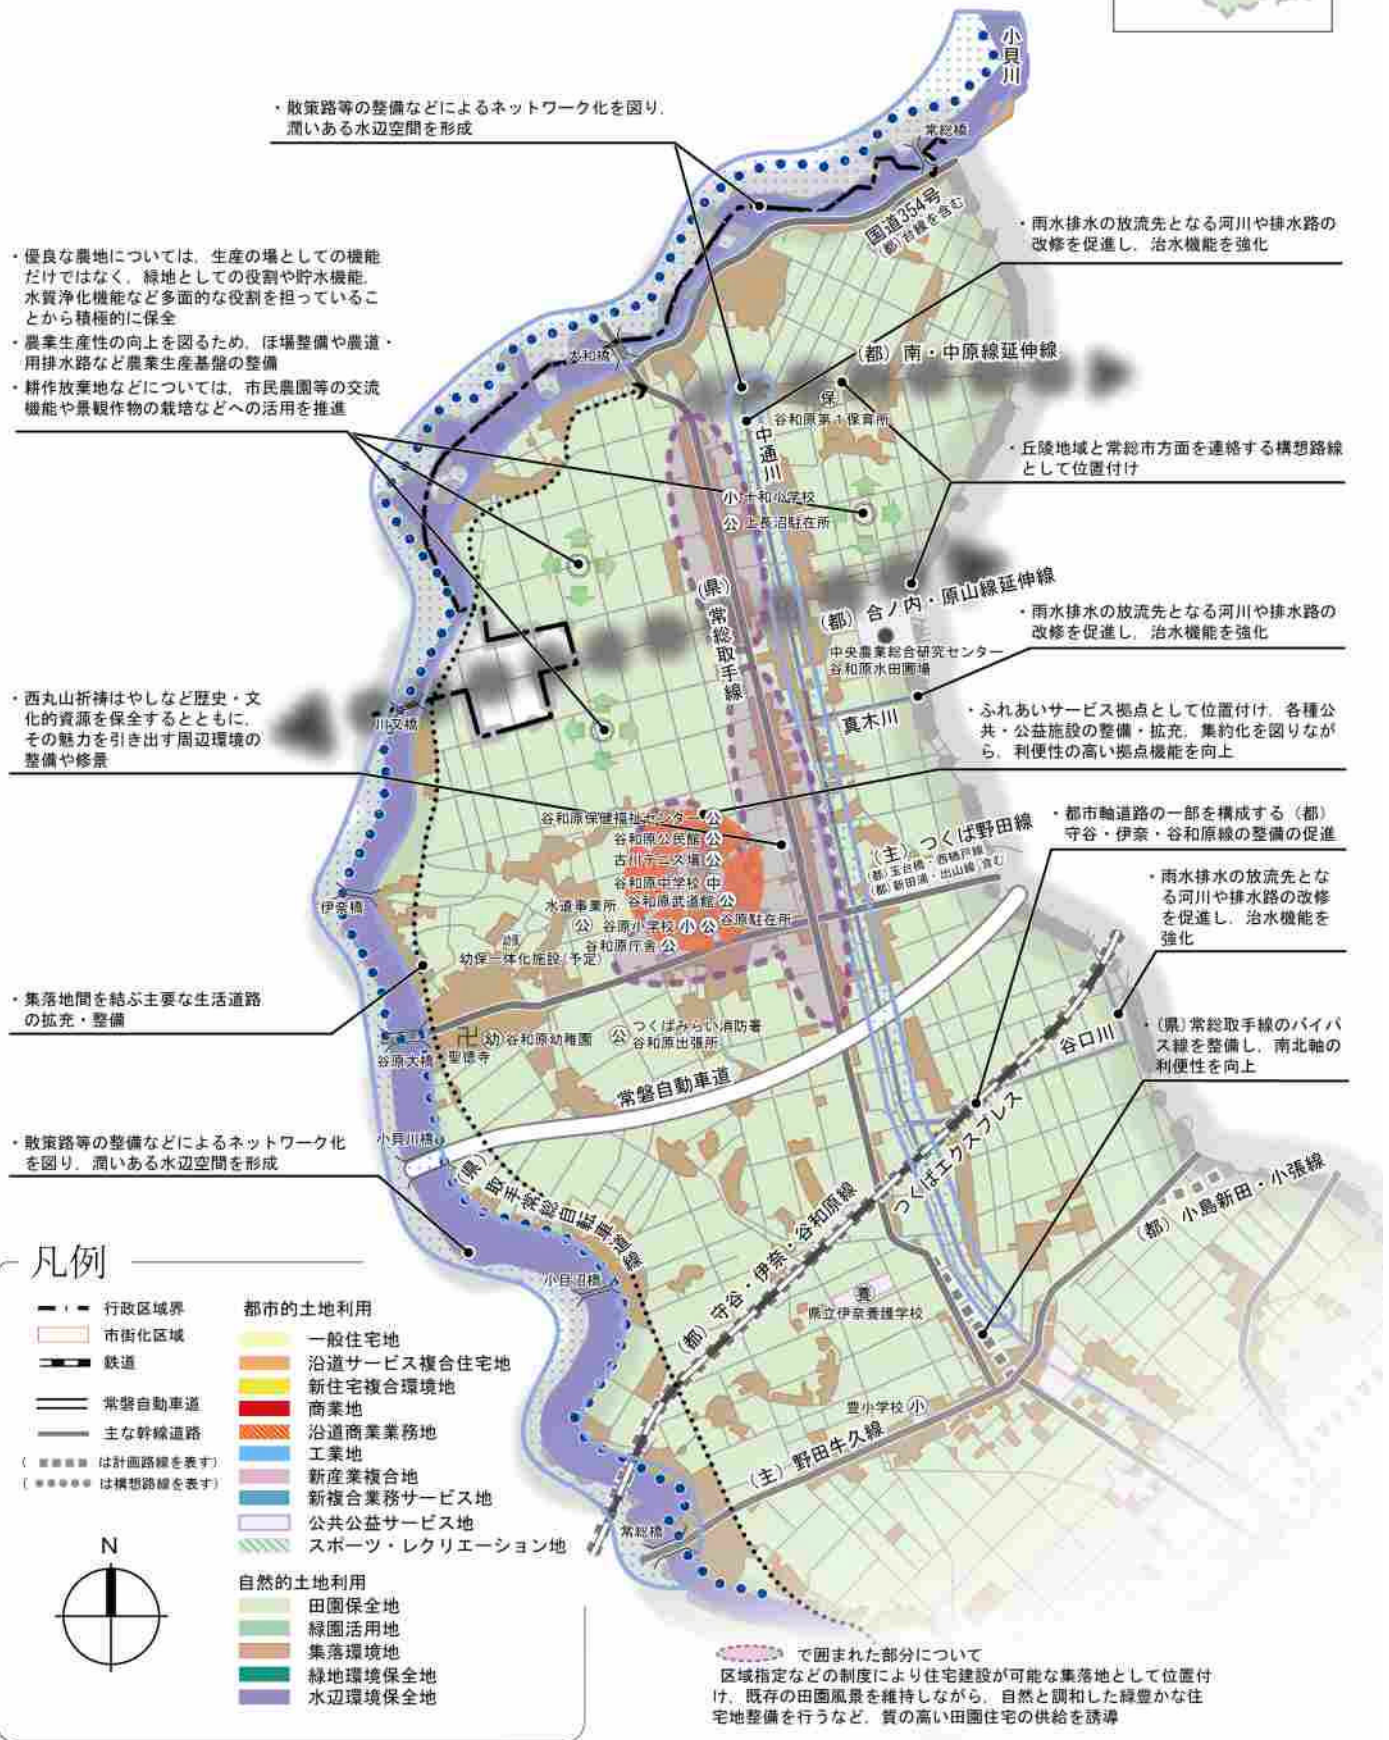 小貝川
・散策路等の整備などによるネットワーク化を図り、
潤いある水辺空間を形成
常総橋
国道354号
(都)台線を含む
・雨水排水の放流先となる河川や排水路の
改修を促進し、治水機能を強化
・優良な農地については、生産の場としての機能
だけではなく、緑地としての役割や貯水機能、
水質浄化機能など多面的な役割を担っているこ
とから積極的に保全
・農業生産性の向上を図るため、ほ場整備や農道・
用排水路など農業生産基盤の整備
・耕作放棄地などについては、市民農園等の交流
機能や景観作物の栽培などへの活用を推進
大和橋
(都)南・中原線延伸線
保
谷和原第1保育所
中通川
・丘陵地域と常総市方面を連絡する構想路線
として位置付け
小 十和小学校
公 上長沼駐在所
(県)常総取手線
(都)台ノ内・原山線延伸線
・雨水排水の放流先となる河川や排水路の
改修を促進し、治水機能を強化
中央農業総合研究センター
谷和原水田圃場
・西丸山祈祷はやしなど歴史・文
化的資源を保全するとともに、
その魅力を引き出す周辺環境の
整備や修景
川又橋
真木川
・ふれあいサービス拠点として位置付け、各種公
共・公益施設の整備・拡充、集約化を図りなが
ら、利便性の高い拠点機能を向上
谷和原保健福祉センター 公
谷和原公民館 公
古川テニス場 公
谷和原中学校 中
谷和原武道館 公
水道事業所
公
谷原小学校 小
公 谷原駐在所
谷和原庁舎 公
(主)つくば野田線
(都)玉台橋・西楢戸線
(都)新田浦・出山線 含む
・都市軸道路の一部を構成する(都)
守谷・伊奈・谷和原線の整備の促進
・雨水排水の放流先とな
る河川や排水路の改修
を促進し、治水機能を
強化
伊奈橋
幼保一体化施設(予定)
・集落地間を結ぶ主要な生活道路
の拡充・整備
谷原大橋
聖徳寺
幼 谷和原幼稚園
公 つくばみらい消防署
谷和原出張所
谷口川
・(県)常総取手線のバイパ
ス線を整備し、南北軸の
利便性を向上
常磐自動車道
・散策路等の整備などによるネットワーク化
を図り、潤いある水辺空間を形成
小貝川橋
(県)取手常総自転車道線
つくばエクスプレス
(都)守谷・伊奈・谷和原線
(都)小島新田・小張線
小目沼橋
養
県立伊奈養護学校
豊小学校 小
(主)野田牛久線
常総橋
凡例
行政区域界
市街化区域
鉄道
常磐自動車道
主な幹線道路
( は計画路線を表す)
( は構想路線を表す)
N
都市的土地利用
一般住宅地
沿道サービス複合住宅地
新住宅複合環境地
商業地
沿道商業業務地
工業地
新産業複合地
新複合業務サービス地
公共公益サービス地
スポーツ・レクリエーション地
自然的土地利用
田園保全地
緑園活用地
集落環境地
緑地環境保全地
水辺環境保全地
で囲まれた部分について
区域指定などの制度により住宅建設が可能な集落地として位置付
け、既存の田園風景を維持しながら、自然と調和した緑豊かな住
宅地整備を行うなど、質の高い田園住宅の供給を誘導